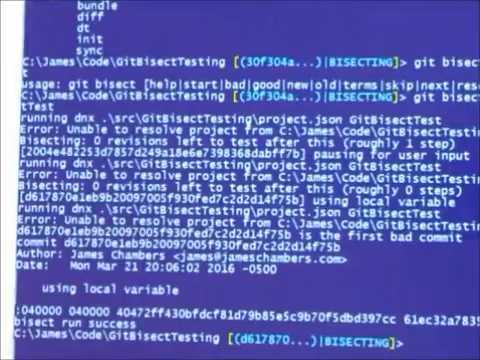 bundle
diff
dt
init
sync
C:\James\Code\GitBisectTesting [(30f304a...)|BISECTING]> git bisect
t
usage: git bisect [help|start|bad|good|new|old|terms|skip|next|res
C:\James\Code\GitBisectTesting [(30f304a...)|BISECTING]> git bisect
tTest
running dnx .\src\GitBisectTesting\project.json GitBisectTest
Error: Unable to resolve project from C:\James\Code\GitBisectTesti
Bisecting: 0 revisions left to test after this (roughly 1 step)
[2004e48253d7857d249a18e6e7398368dabff7b] pausing for user input
running dnx .\src\GitBisectTesting\project.json GitBisectTest
Error: Unable to resolve project from C:\James\Code\GitBisectTesti
Bisecting: 0 revisions left to test after this (roughly 0 steps)
[d617870e1eb9b20097005f930fed7c2d2d14f75b] using local variable
running dnx .\src\GitBisectTesting\project.json GitBisectTest
Error: Unable to resolve project from C:\James\Code\GitBisectTesti
d617870e1eb9b20097005f930fed7c2d2d14f75b is the first bad commit
commit d617870e1eb9b20097005f930fed7c2d2d14f75b
Author: James Chambers <james@jameschambers.com>
Date: Mon Mar 21 20:06:02 2016 -0500
using local variable
:040000 040000 40472ff430bfdcf81d79b85e5c9b70f5dbd397cc 61ec32a7835
bisect run success
C:\James\Code\GitBisectTesting [(d617870...)|BISECTING]>